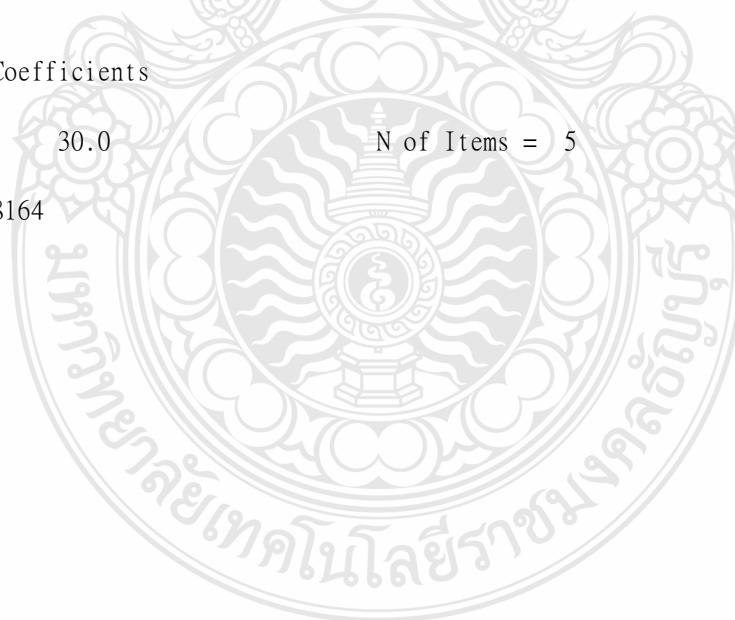 Coefficients
30.0 N of Items = 5
8164
มหาวิทยาลัยเทคโนโลยีราชมงคลธัญบุรี